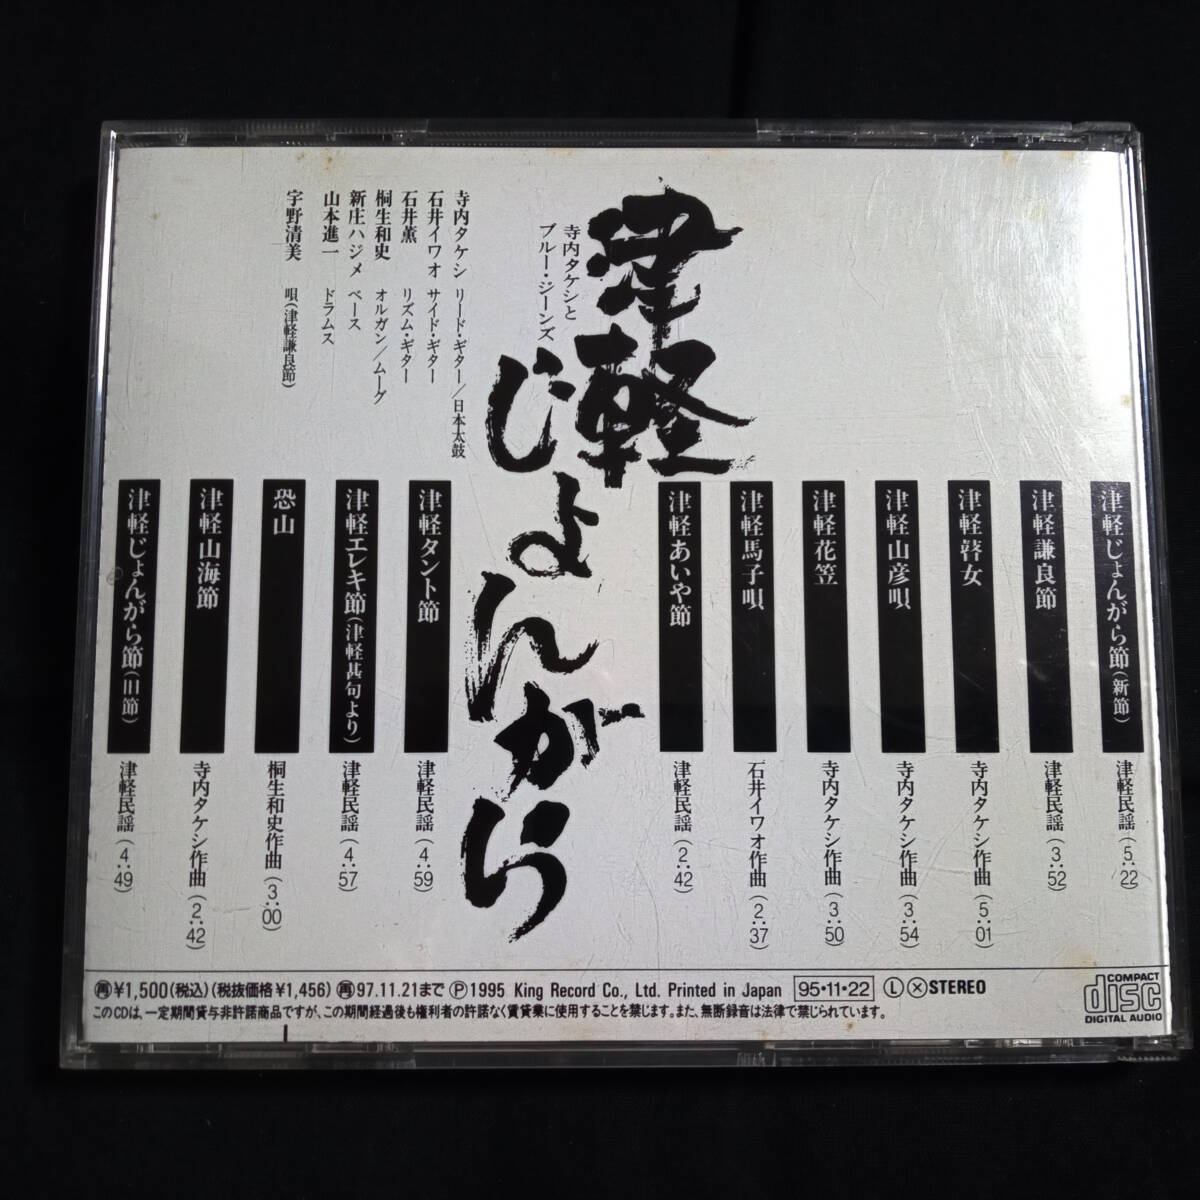 津軽じょんがら
寺内タケシと
ブルー・ジーンズ
寺内タケシ リード・ギター/日本太鼓
石井イワオ サイド・ギター
石井薫 リズム・ギター
桐生和史 オルガン/ムーグ
新庄ハジメ ベース
山本進一 ドラムス
宇野清美 唄(津軽謙良節)
津軽じょんがら節(新節) 津軽民謡(5:22)
津軽謙良節 津軽民謡(3:52)
津軽瞽女 寺内タケシ作曲(5:01)
津軽山彦唄 寺内タケシ作曲(3:54)
津軽花笠 寺内タケシ作曲(3:50)
津軽馬子唄 石井イワオ作曲(2:37)
津軽あいや節 津軽民謡(2:42)
津軽タント節 津軽民謡(4:59)
津軽エレキ節(津軽甚句より) 津軽民謡(4:57)
恐山 桐生和史作曲(3:00)
津軽山海節 寺内タケシ作曲(2:42)
津軽じょんがら節(旧節) 津軽民謡(4:49)
再¥1,500(税込)(税抜価格¥1,456) 再97.11.21まで Ⓟ1995 King Record Co., Ltd. Printed in Japan 95・11・22 Ⓛ ⓧ STEREO
このCDは、一定期間貸与非許諾商品ですが、この期間経過後も権利者の許諾なく賃貸業に使用することを禁じます。また、無断録音は法律で禁じられています。
COMPACT
disc
DIGITAL AUDIO